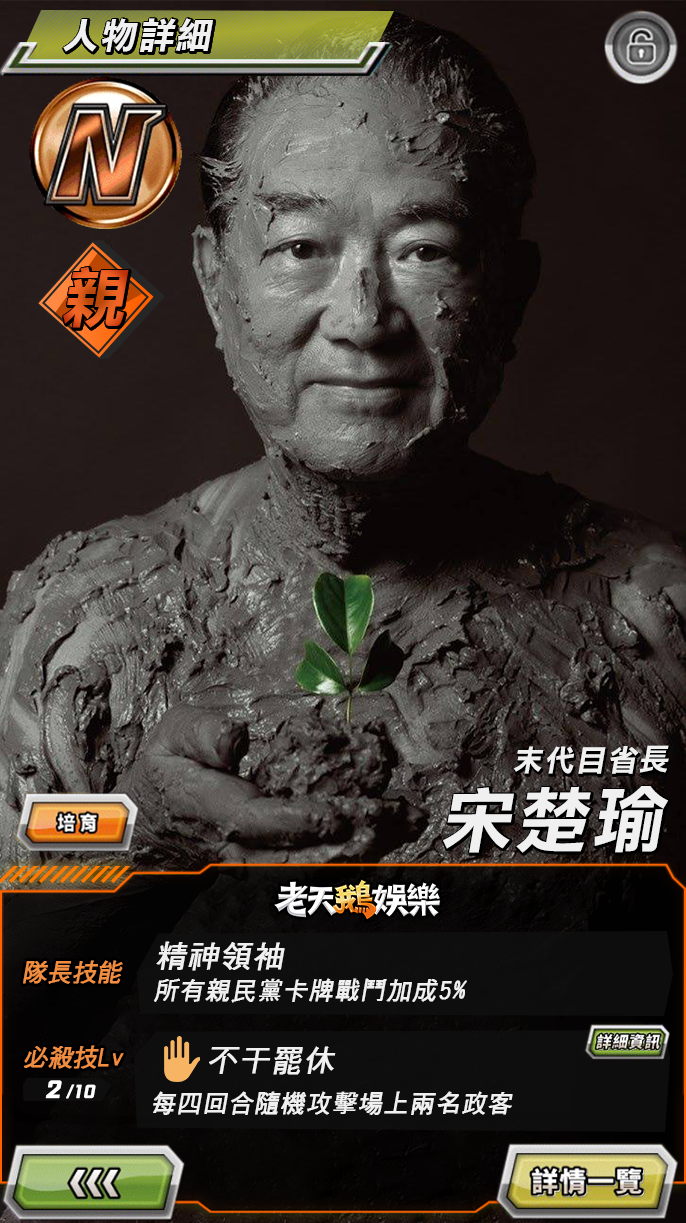 人物詳細
N
親
末代目省長
宋楚瑜
培育
老天鵝娛樂
隊長技能
精神領袖
所有親民黨卡牌戰鬥加成5%
必殺技Lv
2/10
不干罷休
詳細資訊
每四回合隨機攻擊場上兩名政客
詳情一覽